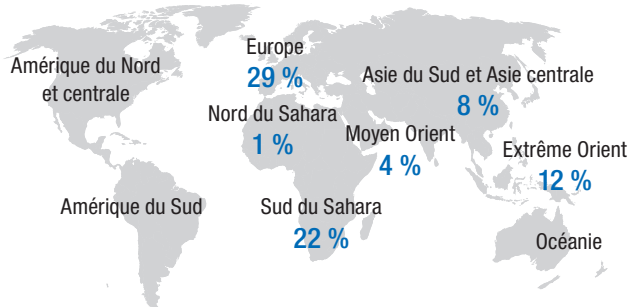 Europe
29 %
Amérique du Nord
et centrale
Asie du Sud et Asie centrale
8 %
Nord du Sahara
1 %
Moyen Orient
4 %
Extrême Orient
12 %
Amérique du Sud
Sud du Sahara
22 %
Océanie